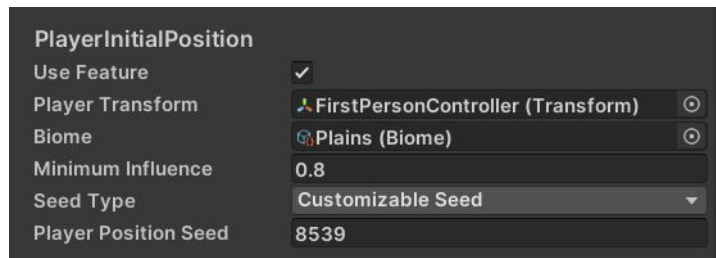 PlayerInitialPosition
Use Feature
Player Transform FirstPersonController (Transform)
Biome Plains (Biome)
Minimum Influence 0.8
Seed Type Customizable Seed
Player Position Seed 8539